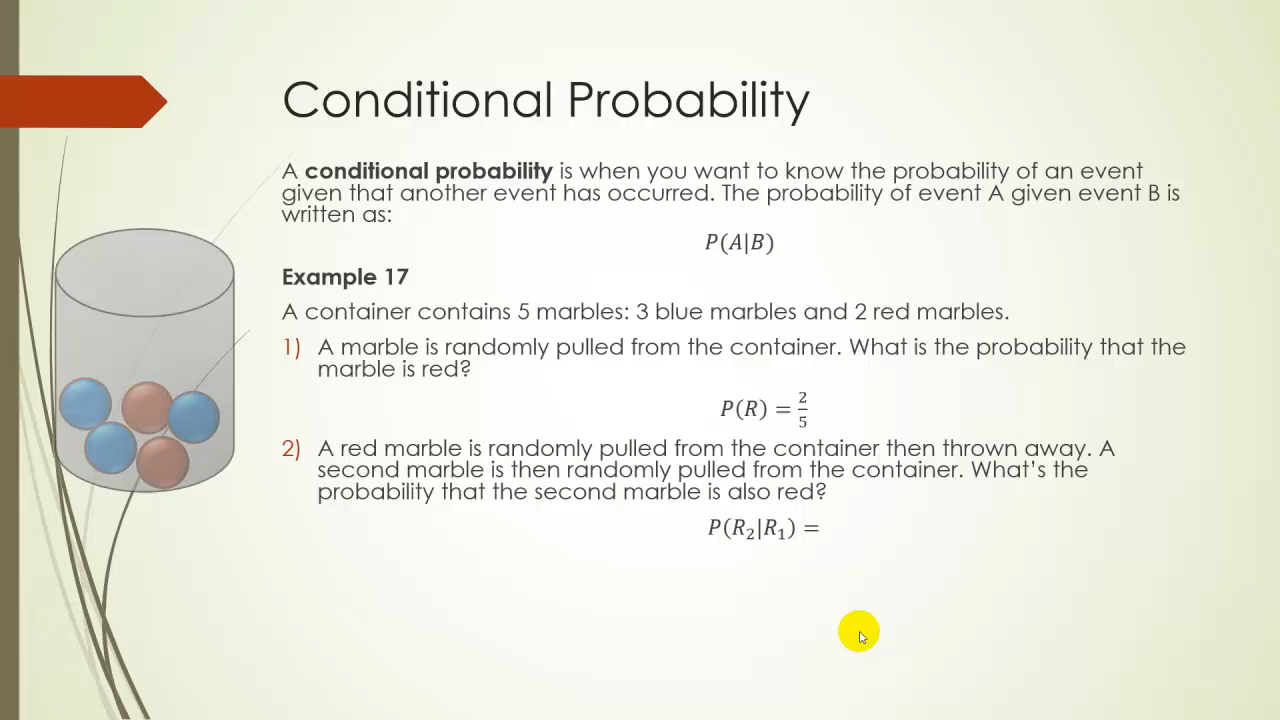 Conditional Probability
A conditional probability is when you want to know the probability of an event
given that another event has occurred. The probability of event A given event B is
written as:
P(A|B)
Example 17
A container contains 5 marbles: 3 blue marbles and 2 red marbles.
1) A marble is randomly pulled from the container. What is the probability that the
marble is red?
P(R) = 2/5
2) A red marble is randomly pulled from the container then thrown away. A
second marble is then randomly pulled from the container. What’s the
probability that the second marble is also red?
P(R₂|R₁) =